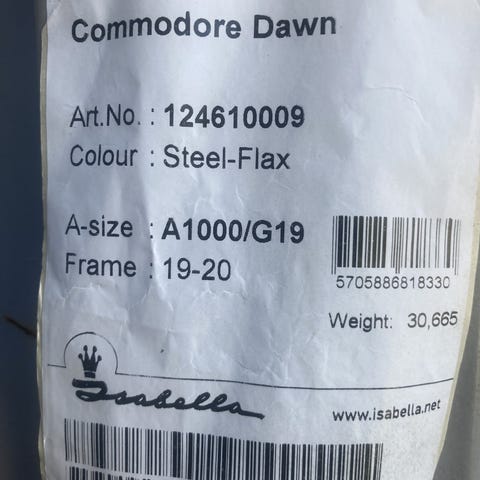 Commodore Dawn
Art.No. : 124610009
Colour : Steel-Flax
A-size : A1000/G19
Frame : 19-20
5705886818330
Weight: 30,665
Isabella
www.isabella.net